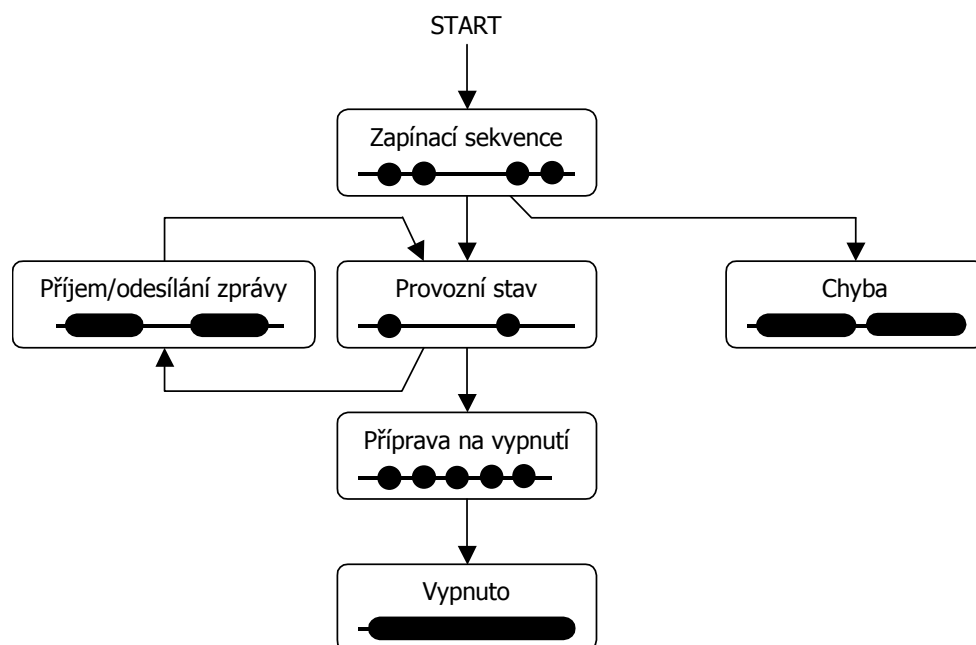 START
Zapínací sekvence
Příjem/odesílání zprávy
Provozní stav
Chyba
Příprava na vypnutí
Vypnuto